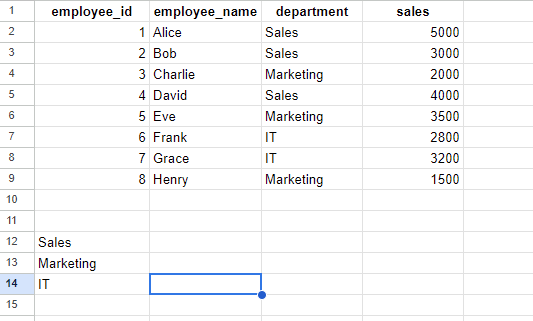 1 employee_id employee_name department sales
2 1 Alice Sales 5000
3 2 Bob Sales 3000
4 3 Charlie Marketing 2000
5 4 David Sales 4000
6 5 Eve Marketing 3500
7 6 Frank IT 2800
8 7 Grace IT 3200
9 8 Henry Marketing 1500
10
11
12 Sales
13 Marketing
14 IT
15